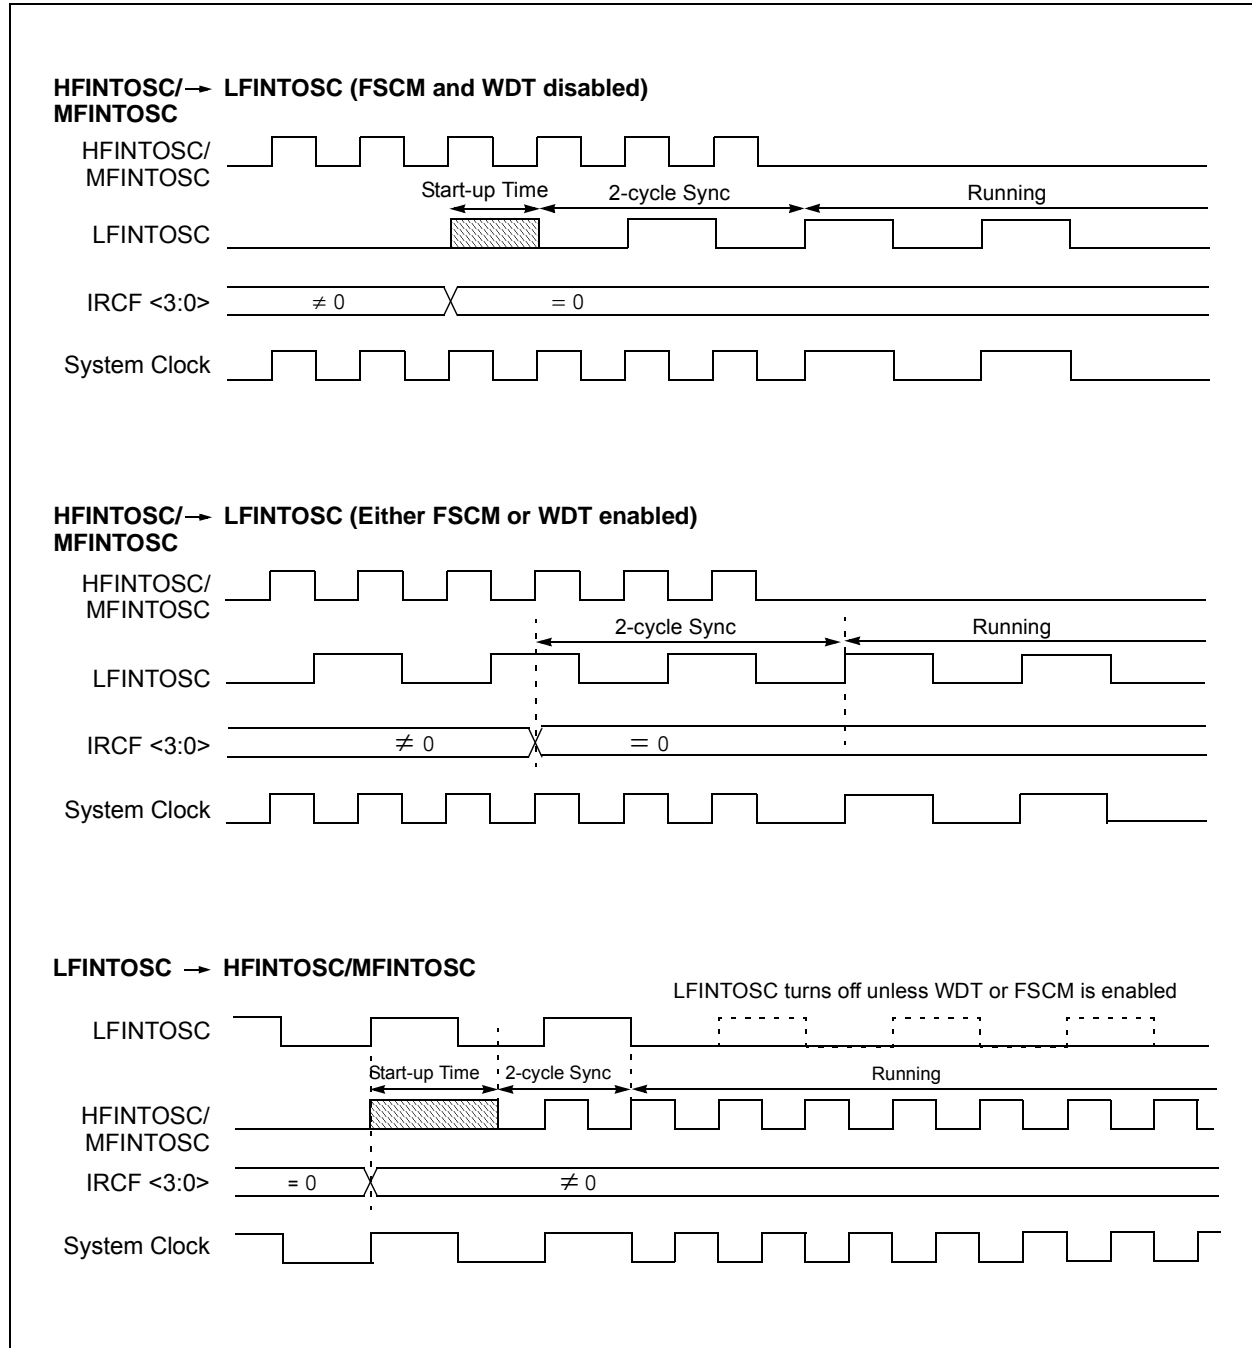 HFINTOSC/ → LFINTOSC (FSCM and WDT disabled)
MFINTOSC
HFINTOSC/
MFINTOSC
Start-up Time
2-cycle Sync
Running
LFINTOSC
IRCF <3:0>
≠ 0
= 0
System Clock
HFINTOSC/ → LFINTOSC (Either FSCM or WDT enabled)
MFINTOSC
HFINTOSC/
MFINTOSC
2-cycle Sync
Running
LFINTOSC
IRCF <3:0>
≠ 0
= 0
System Clock
LFINTOSC → HFINTOSC/MFINTOSC
LFINTOSC turns off unless WDT or FSCM is enabled
LFINTOSC
Start-up Time
2-cycle Sync
Running
HFINTOSC/
MFINTOSC
IRCF <3:0>
= 0
≠ 0
System Clock